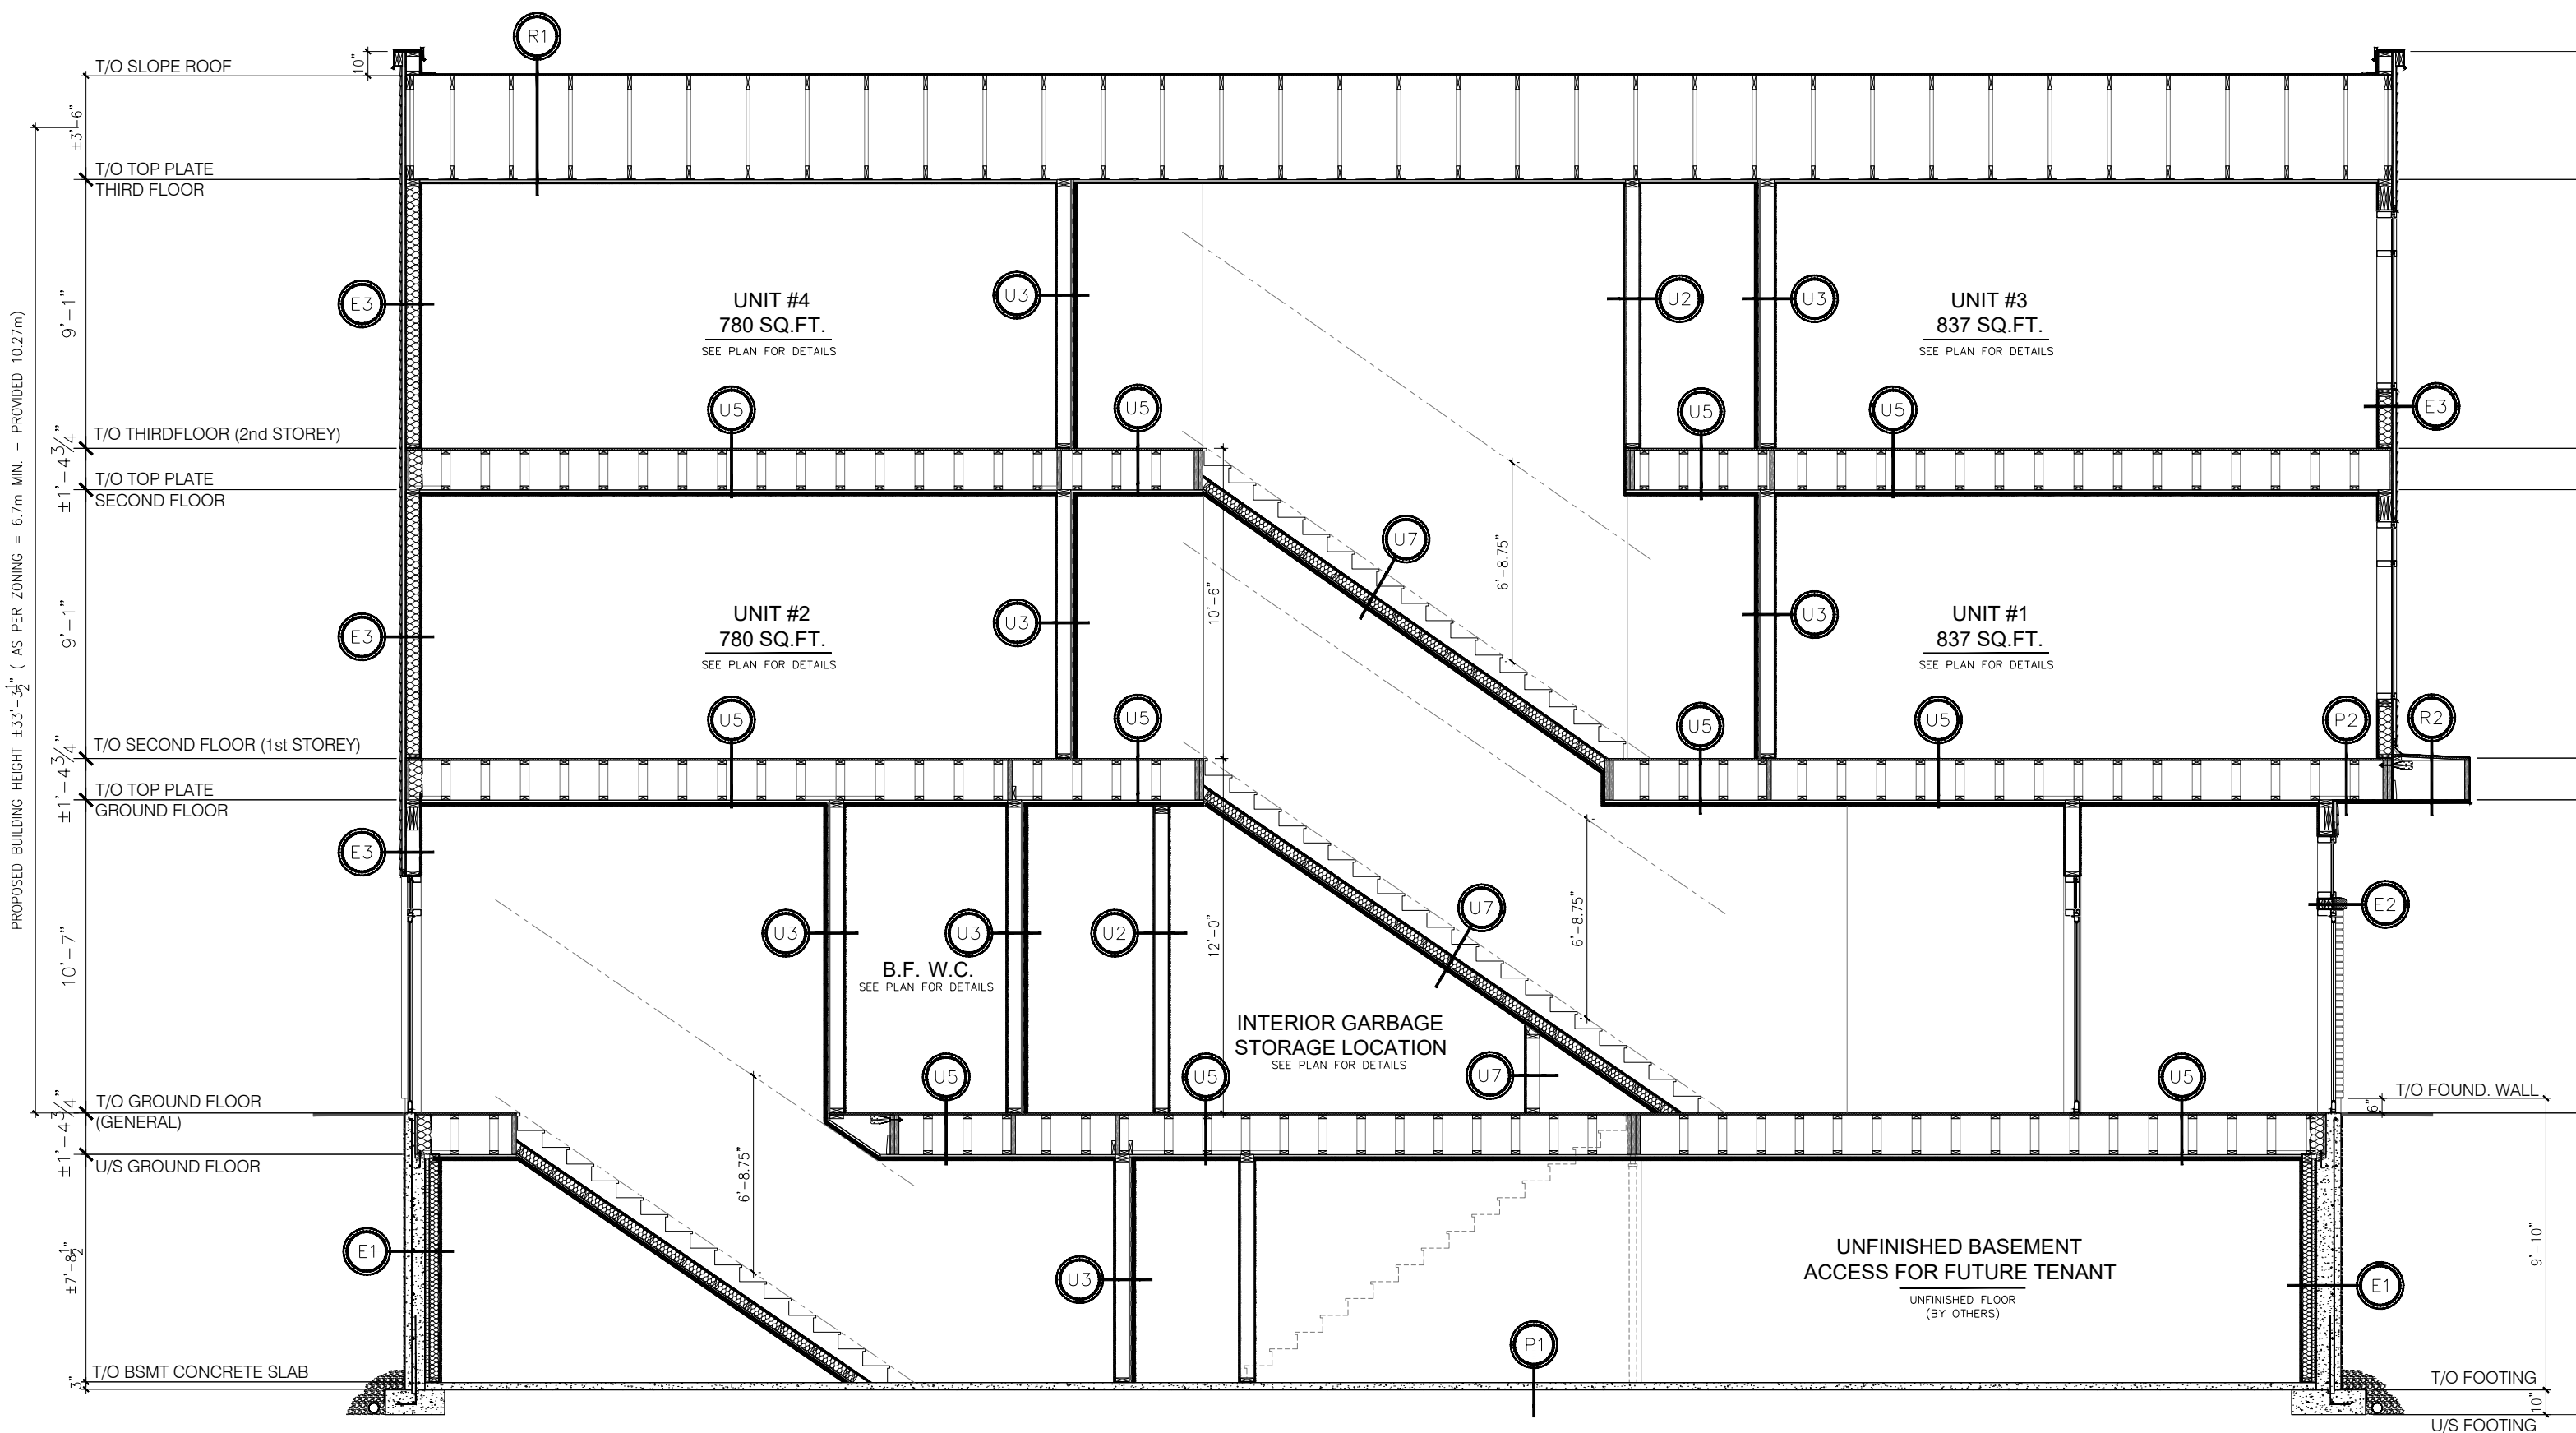 R1
T/O SLOPE ROOF
10"
±3'-6"
T/O TOP PLATE
THIRD FLOOR
PROPOSED BUILDING HEIGHT ±33'-3 1/2" ( AS PER ZONING = 6.7m MIN. - PROVIDED 10.27m)
9'-1"
E3
UNIT #4
780 SQ.FT.
SEE PLAN FOR DETAILS
U3
U2
U3
UNIT #3
837 SQ.FT.
SEE PLAN FOR DETAILS
U5
U5
U5
U5
E3
T/O THIRDFLOOR (2nd STOREY)
±1'-4 3/4"
T/O TOP PLATE
SECOND FLOOR
9'-1"
E3
UNIT #2
780 SQ.FT.
SEE PLAN FOR DETAILS
U3
10'-6"
U7
6'-8.75"
U3
UNIT #1
837 SQ.FT.
SEE PLAN FOR DETAILS
U5
U5
U5
U5
P2
R2
T/O SECOND FLOOR (1st STOREY)
±1'-4 3/4"
T/O TOP PLATE
GROUND FLOOR
E3
10'-7"
U3
U3
U2
B.F. W.C.
SEE PLAN FOR DETAILS
12'-0"
U7
6'-8.75"
E2
INTERIOR GARBAGE
STORAGE LOCATION
SEE PLAN FOR DETAILS
U5
U5
U7
U5
T/O FOUND. WALL
6"
T/O GROUND FLOOR
(GENERAL)
±1'-4 3/4"
U/S GROUND FLOOR
6'-8.75"
±7'-8 1/2"
E1
U3
UNFINISHED BASEMENT
ACCESS FOR FUTURE TENANT
UNFINISHED FLOOR
(BY OTHERS)
E1
9'-10"
P1
T/O BSMT CONCRETE SLAB
3"
T/O FOOTING
10"
U/S FOOTING